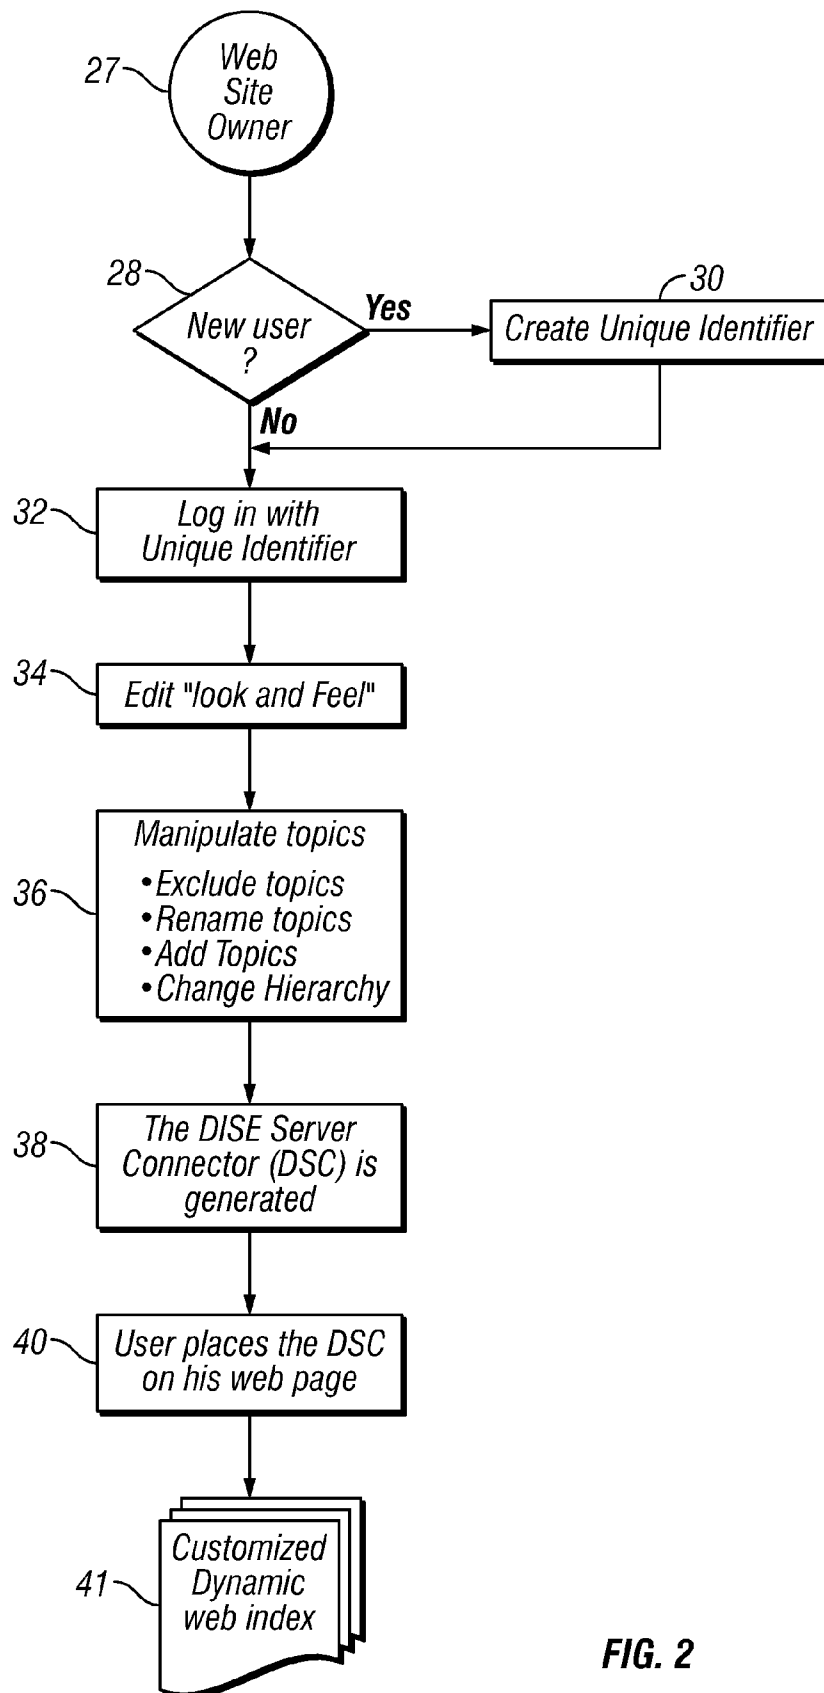 27
Web
Site
Owner
28
New user
?
Yes
30
Create Unique Identifier
No
32
Log in with
Unique Identifier
34
Edit "look and Feel"
36
Manipulate topics
•Exclude topics
•Rename topics
•Add Topics
•Change Hierarchy
38
The DISE Server
Connector (DSC) is
generated
40
User places the DSC
on his web page
41
Customized
Dynamic
web index
FIG. 2